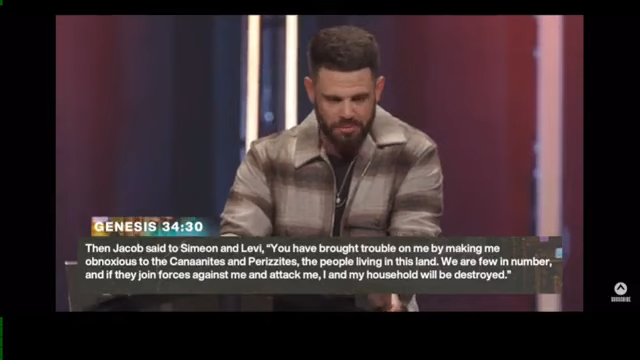 GENESIS 34:30
Then Jacob said to Simeon and Levi, "You have brought trouble on me by making me
obnoxious to the Canaanites and Perizzites, the people living in this land. We are few in number,
and if they join forces against me and attack me, I and my household will be destroyed."
SUBSCRIBE